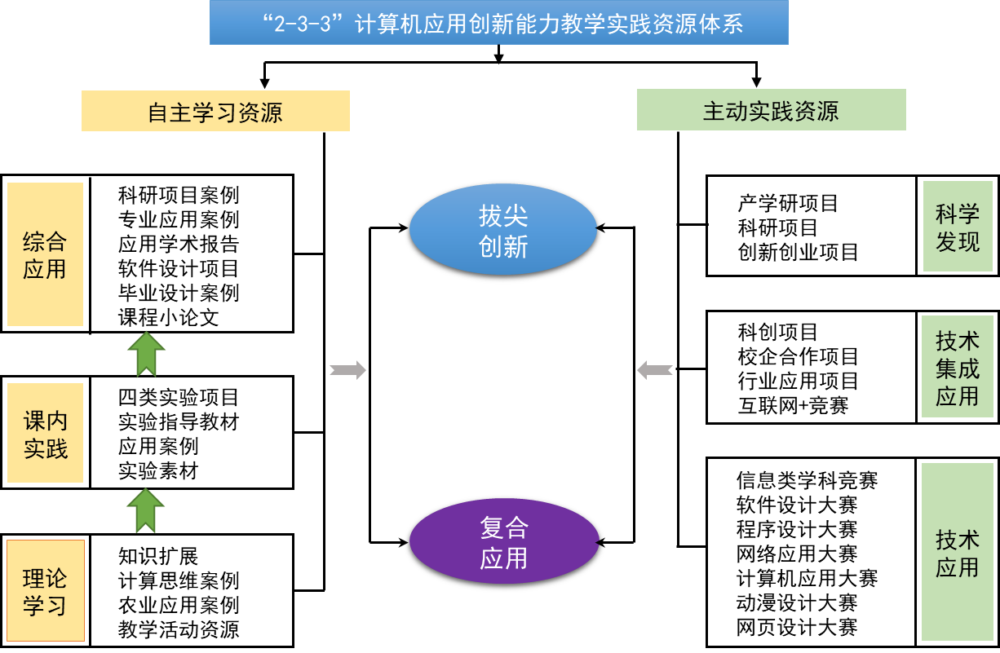 “2-3-3”计算机应用创新能力教学实践资源体系
自主学习资源
主动实践资源
综合
应用
科研项目案例
专业应用案例
应用学术报告
软件设计项目
毕业设计案例
课程小论文
课内
实践
四类实验项目
实验指导教材
应用案例
实验素材
理论
学习
知识扩展
计算思维案例
农业应用案例
教学活动资源
拔尖
创新
复合
应用
产学研项目
科研项目
创新创业项目
科学
发现
科创项目
校企合作项目
行业应用项目
互联网+竞赛
技术
集成
应用
信息类学科竞赛
软件设计大赛
程序设计大赛
网络应用大赛
计算机应用大赛
动漫设计大赛
网页设计大赛
技术
应用